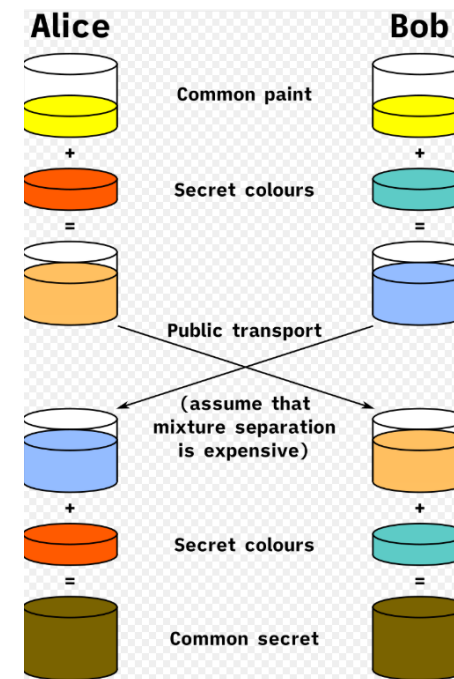 Alice Bob
Common paint
+ +
Secret colours
= =
Public transport
(assume that
mixture separation
is expensive)
+ +
Secret colours
= =
Common secret